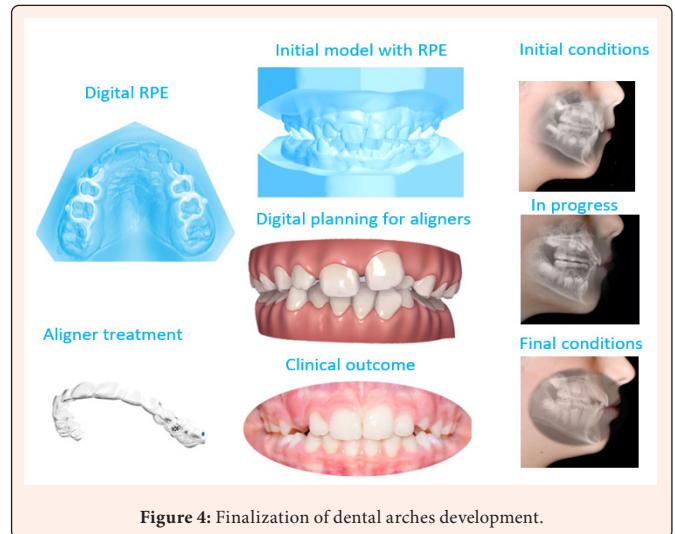 Digital RPE
Initial model with RPE
Initial conditions
Digital planning for aligners
In progress
Aligner treatment
Clinical outcome
Final conditions
Figure 4: Finalization of dental arches development.